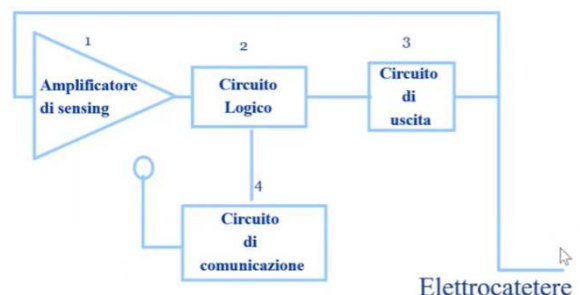 1
Amplificatore
di sensing
2
Circuito
Logico
3
Circuito
di
uscita
4
Circuito
di
comunicazione
Elettrocatetere